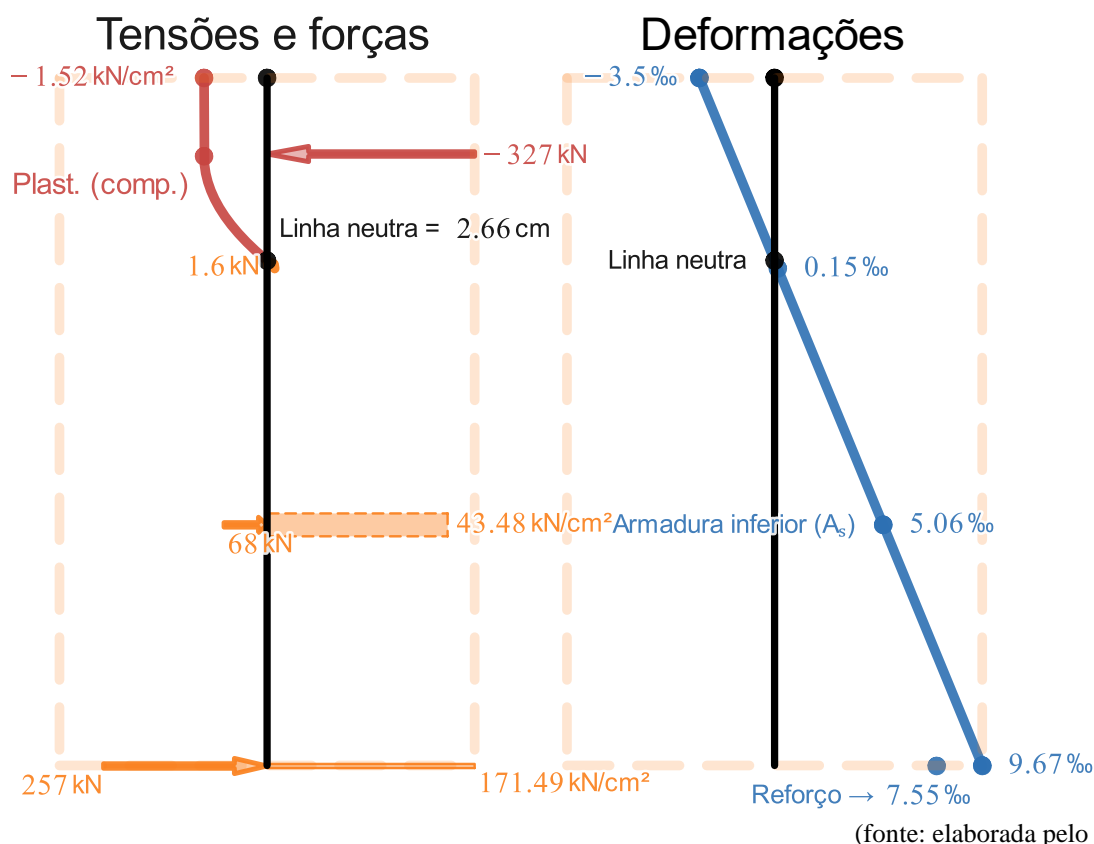 Tensões e forças
Deformações
− 1.52 kN/cm²
− 3.5 ‰
− 327 kN
Plast. (comp.)
Linha neutra = 2.66 cm
1.6 kN
Linha neutra
0.15 ‰
43.48 kN/cm²
Armadura inferior (Aₛ)
5.06 ‰
68 kN
257 kN
171.49 kN/cm²
9.67 ‰
Reforço → 7.55 ‰
(fonte: elaborada pelo